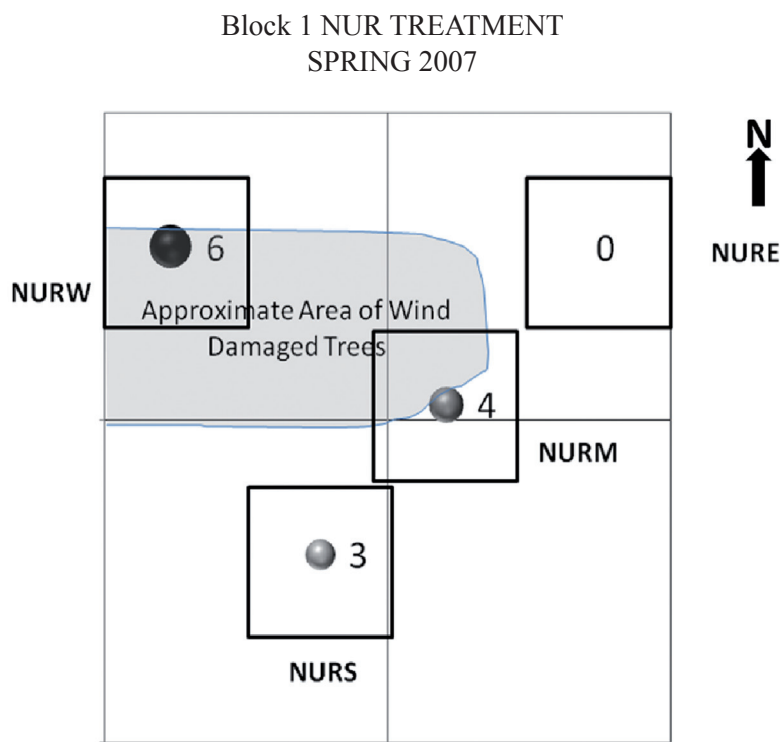 Block 1 NUR TREATMENT
SPRING 2007
N
6
0
NURE
NURW
Approximate Area of Wind
Damaged Trees
4
NURM
3
NURS